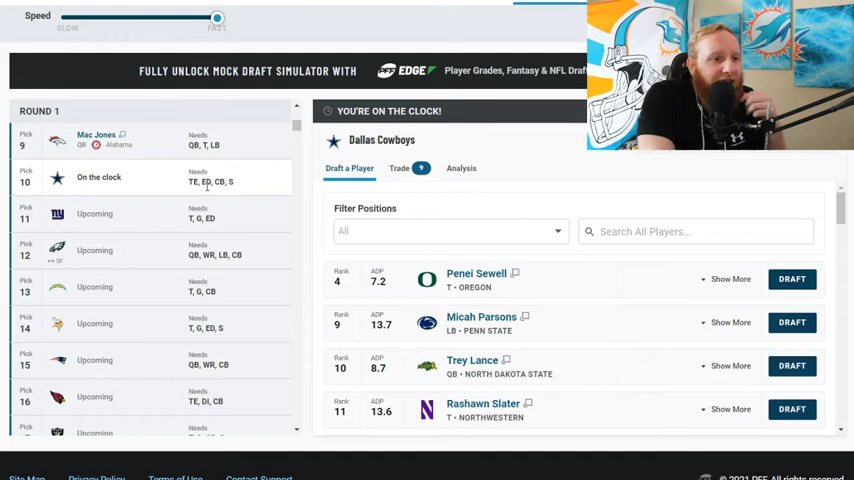 Speed
SLOW
FAST
FULLY UNLOCK MOCK DRAFT SIMULATOR WITH PFF EDGE Player Grades, Fantasy & NFL Draft
ROUND 1
Pick 9 Mac Jones QB Alabama Needs QB, T, LB
Pick 10 On the clock Needs TE, ED, CB, S
Pick 11 Upcoming Needs T, G, ED
Pick 12 SF Upcoming Needs QB, WR, LB, CB
Pick 13 Upcoming Needs T, G, CB
Pick 14 Upcoming Needs T, G, ED, S
Pick 15 Upcoming Needs QB, WR, CB
Pick 16 Upcoming Needs TE, DI, CB
Pick Upcoming Needs
YOU'RE ON THE CLOCK!
Dallas Cowboys
Draft a Player Trade 9 Analysis
Filter Positions
All Search All Players...
Rank 4 ADP 7.2 Penei Sewell T • OREGON Show More DRAFT
Rank 9 ADP 13.7 Micah Parsons LB • PENN STATE Show More DRAFT
Rank 10 ADP 8.7 Trey Lance QB • NORTH DAKOTA STATE Show More DRAFT
Rank 11 ADP 13.6 Rashawn Slater T • NORTHWESTERN Show More DRAFT
Site Map Privacy Policy Terms of Use Contact Support © 2021 PFF. All rights reserved.